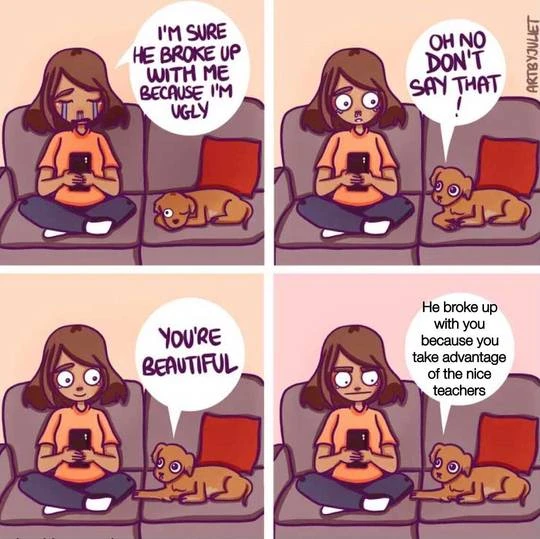 I'M SURE
HE BROKE UP
WITH ME
BECAUSE I'M
UGLY
OH NO
DON'T
SAY THAT
!
ARTBYJULIET
YOU'RE
BEAUTIFUL
He broke up
with you
because you
take advantage
of the nice
teachers